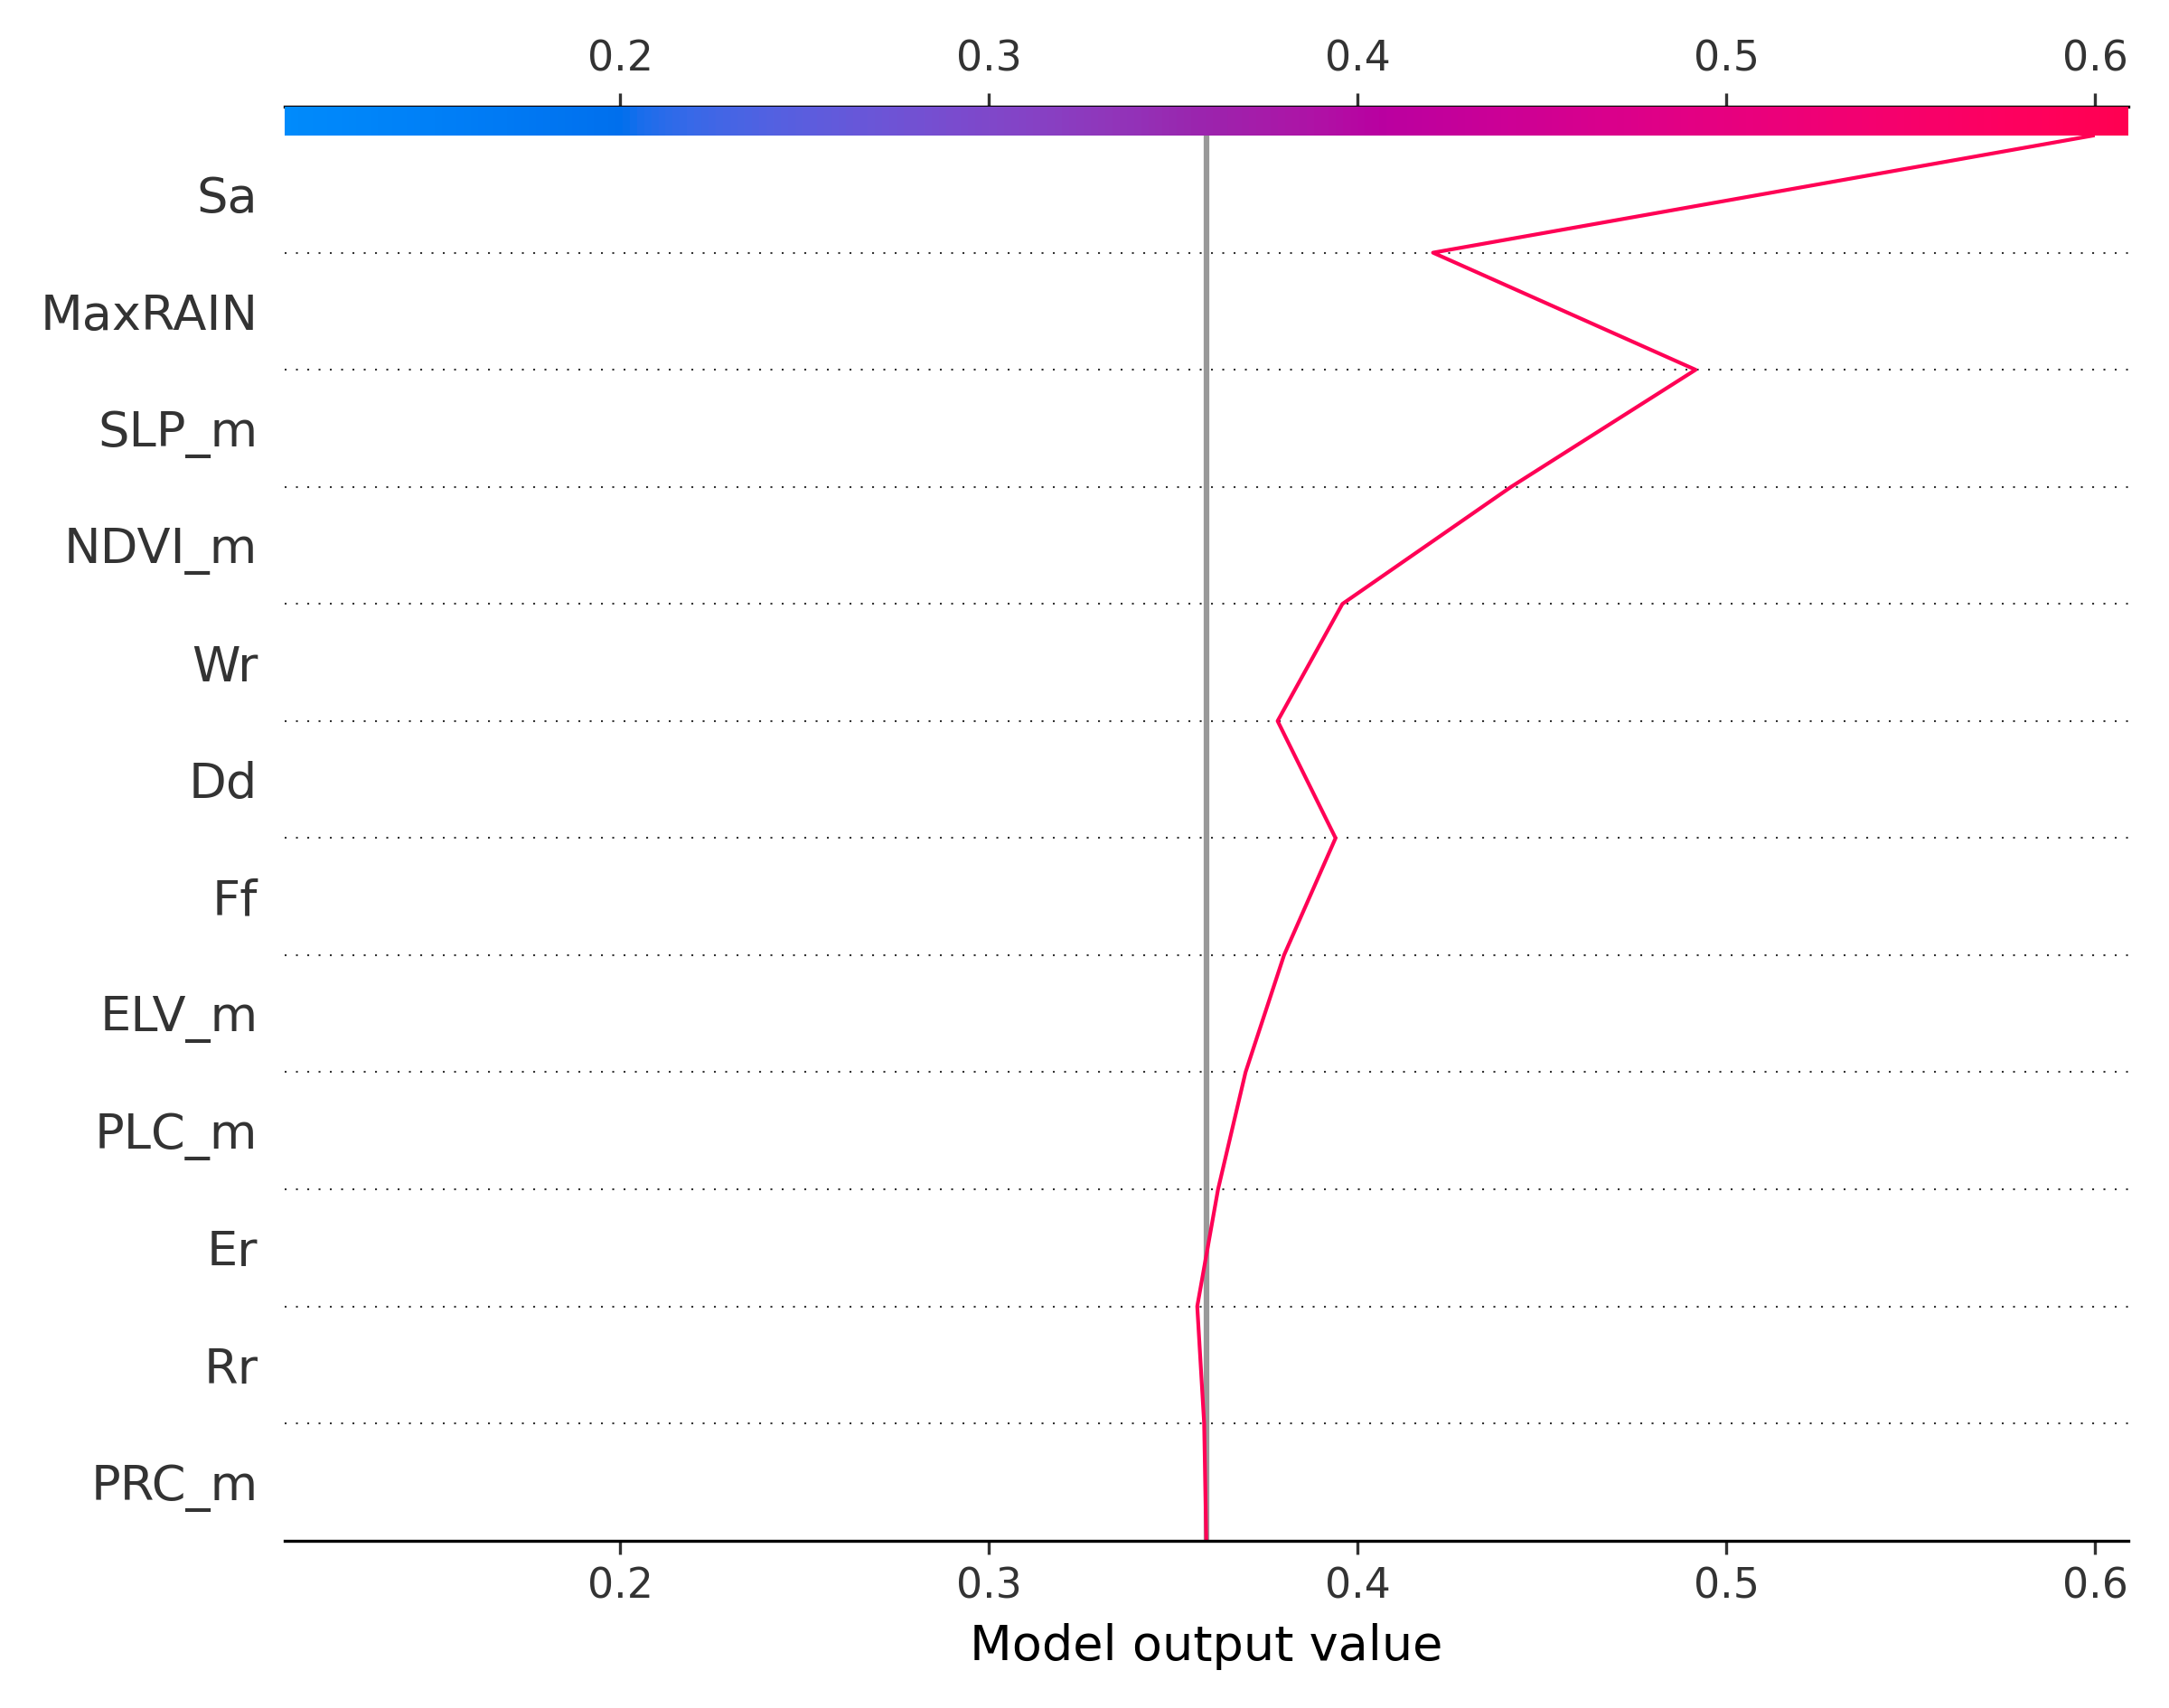 0.2 0.3 0.4 0.5 0.6
Sa
MaxRAIN
SLP_m
NDVI_m
Wr
Dd
Ff
ELV_m
PLC_m
Er
Rr
PRC_m
0.2 0.3 0.4 0.5 0.6
Model output value